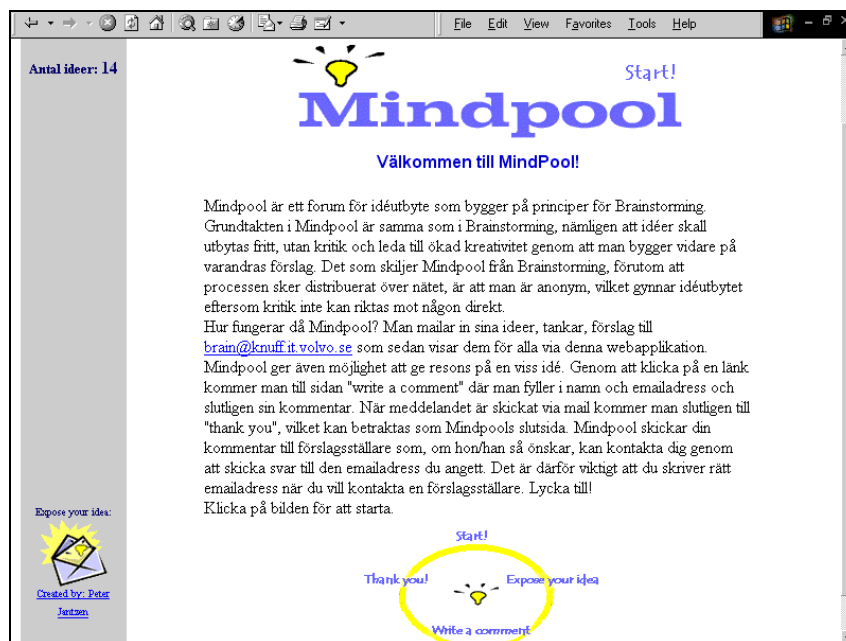 File Edit View Favorites Tools Help
Antal ideer: 14
Start!
Mindpool
Välkommen till MindPool!
Mindpool är ett forum för idéutbyte som bygger på principer för Brainstorming.
Grundtakten i Mindpool är samma som i Brainstorming, nämligen att idéer skall
utbytas fritt, utan kritik och leda till ökad kreativitet genom att man bygger vidare på
varandras förslag. Det som skiljer Mindpool från Brainstorming, förutom att
processen sker distribuerat över nätet, är att man är anonym, vilket gynnar idéutbytet
eftersom kritik inte kan riktas mot någon direkt.
Hur fungerar då Mindpool? Man mailar in sina ideer, tankar, förslag till
brain@knuff.it.volvo.se som sedan visar dem för alla via denna webapplikation.
Mindpool ger även möjlighet att ge resons på en viss idé. Genom att klicka på en länk
kommer man till sidan "write a comment" där man fyller i namn och emailadress och
slutligen sin kommentar. När meddelandet är skickat via mail kommer man slutligen till
"thank you", vilket kan betraktas som Mindpools slutsida. Mindpool skickar din
kommentar till förslagsställare som, om hon/han så önskar, kan kontakta dig genom
att skicka svar till den emailadress du angett. Det är därför viktigt att du skriver rätt
emailadress när du vill kontakta en förslagsställare. Lycka till!
Klicka på bilden för att starta.
Expose your idea:
Created by: Peter
Jantzen
Start!
Thank you! Expose your idea
Write a comment